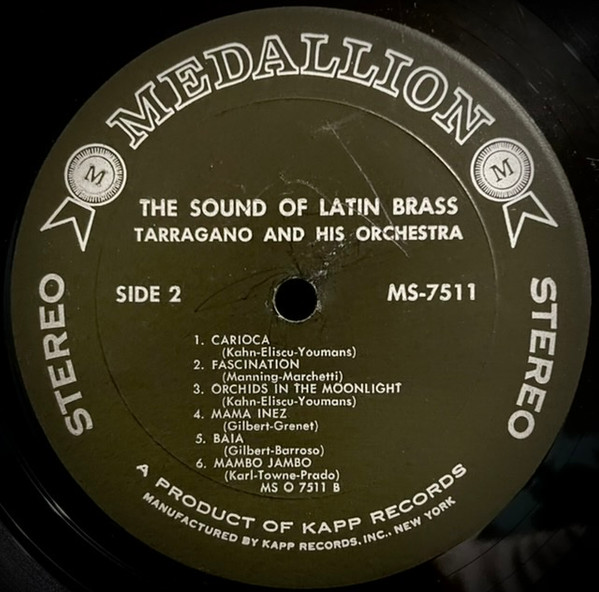 MEDALLION
M
M
THE SOUND OF LATIN BRASS
TARRAGANO AND HIS ORCHESTRA
SIDE 2
MS-7511
STEREO
STEREO
1. CARIOCA
(Kahn-Eliscu-Youmans)
2. FASCINATION
(Manning-Marchetti)
3. ORCHIDS IN THE MOONLIGHT
(Kahn-Eliscu-Youmans)
4. MAMA INEZ
(Gilbert-Grenet)
5. BAIA
(Gilbert-Barroso)
6. MAMBO JAMBO
(Karl-Towne-Prado)
MS O 7511 B
A PRODUCT OF KAPP RECORDS
MANUFACTURED BY KAPP RECORDS, INC., NEW YORK